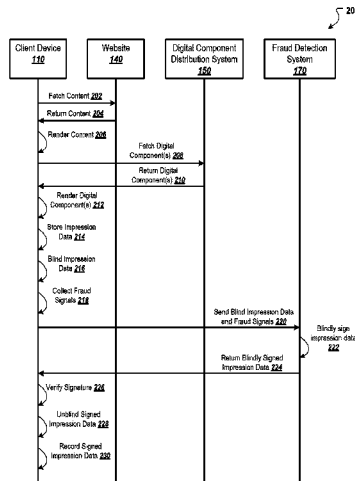 20
Client Device
110
Website
140
Digital Component
Distribution System
150
Fraud Detection
System
170
Fetch Content 202
Return Content 204
Render Content 206
Fetch Digital
Component(s) 208
Return Digital
Component(s) 210
Render Digital
Component(s) 212
Store Impression
Data 214
Blind Impression
Data 216
Collect Fraud
Signals 218
Send Blind Impression Data
and Fraud Signals 220
Blindly sign
impression data
222
Return Blindly Signed
Impression Data 224
Verify Signature 226
Unblind Signed
Impression Data 228
Record Signed
Impression Data 230